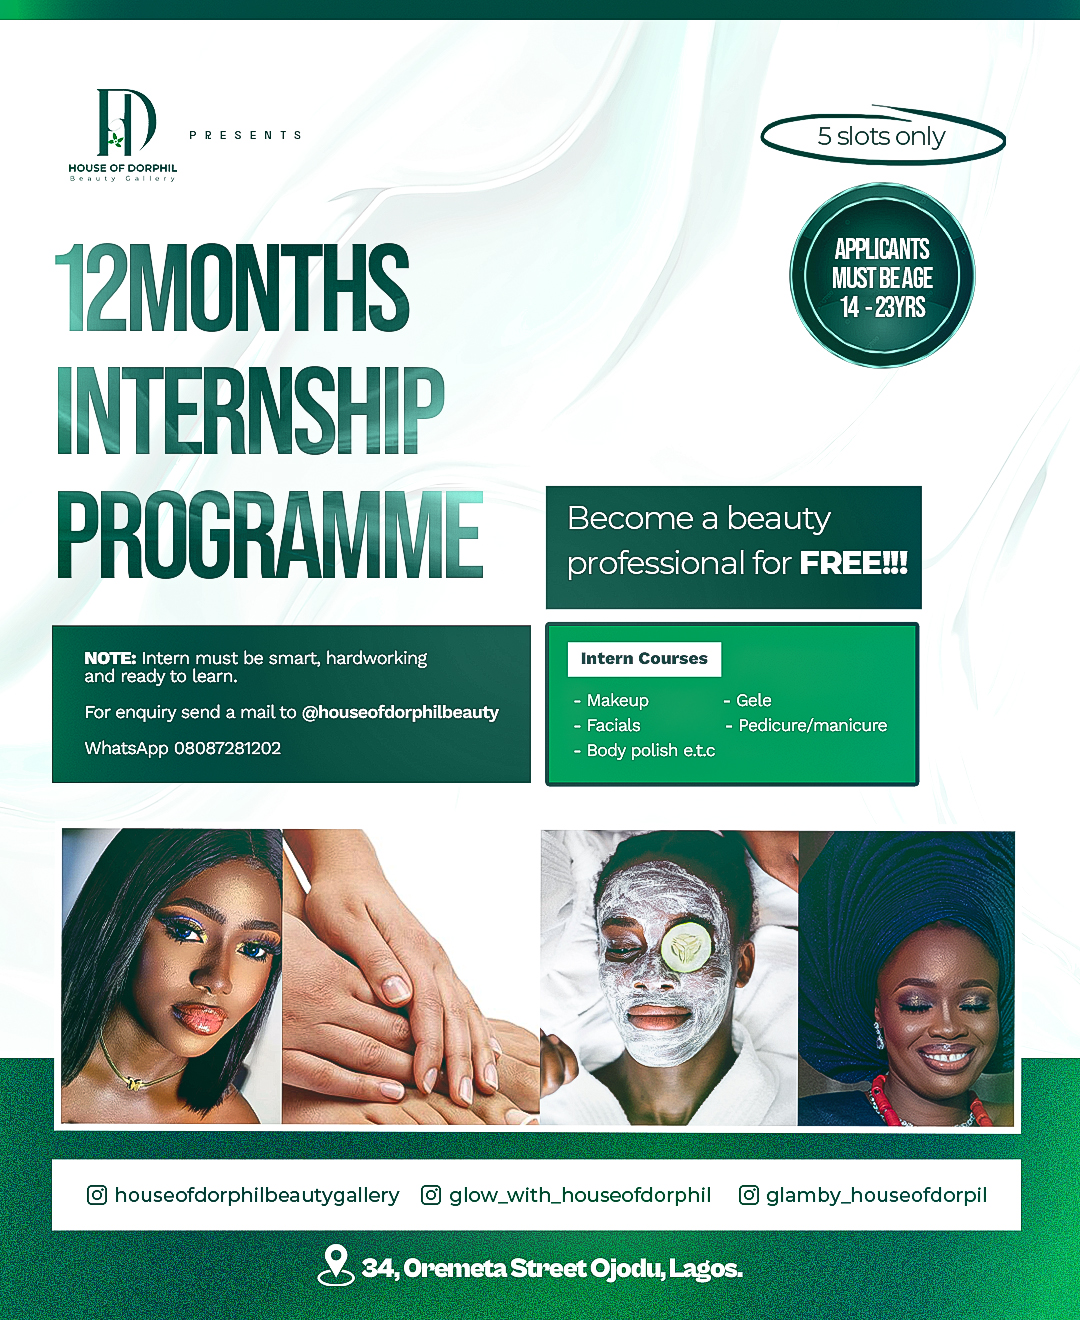 HD
HOUSE OF DORPHIL
Beauty Gallery
PRESENTS
5 slots only
APPLICANTS
MUST BE AGE
14 - 23YRS
12MONTHS
INTERNSHIP
PROGRAMME
Become a beauty
professional for FREE!!!
NOTE: Intern must be smart, hardworking
and ready to learn.
For enquiry send a mail to @houseofdorphilbeauty
WhatsApp 08087281202
Intern Courses
- Makeup
- Gele
- Facials
- Pedicure/manicure
- Body polish e.t.c
houseofdorphilbeautygallery
glow_with_houseofdorphil
glamby_houseofdorpil
34, Oremeta Street Ojodu, Lagos.